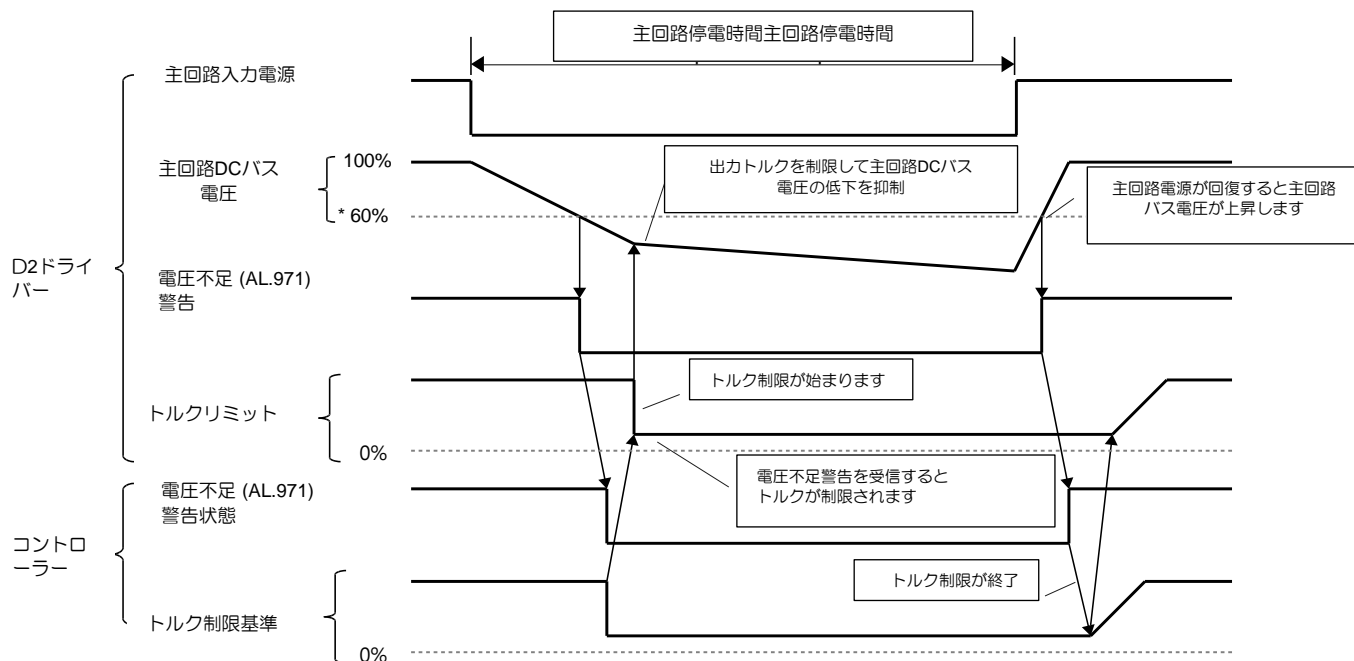 主回路停電時間主回路停電時間
主回路入力電源
主回路DCバス
電圧
100%
* 60%
出力トルクを制限して主回路DCバス
電圧の低下を抑制
主回路電源が回復すると主回路
バス電圧が上昇します
D2ドライ
バー
電圧不足 (AL.971)
警告
トルク制限が始まります
トルクリミット
0%
電圧不足警告を受信すると
トルクが制限されます
電圧不足 (AL.971)
警告状態
コントロ
ーラー
トルク制限が終了
トルク制限基準
0%